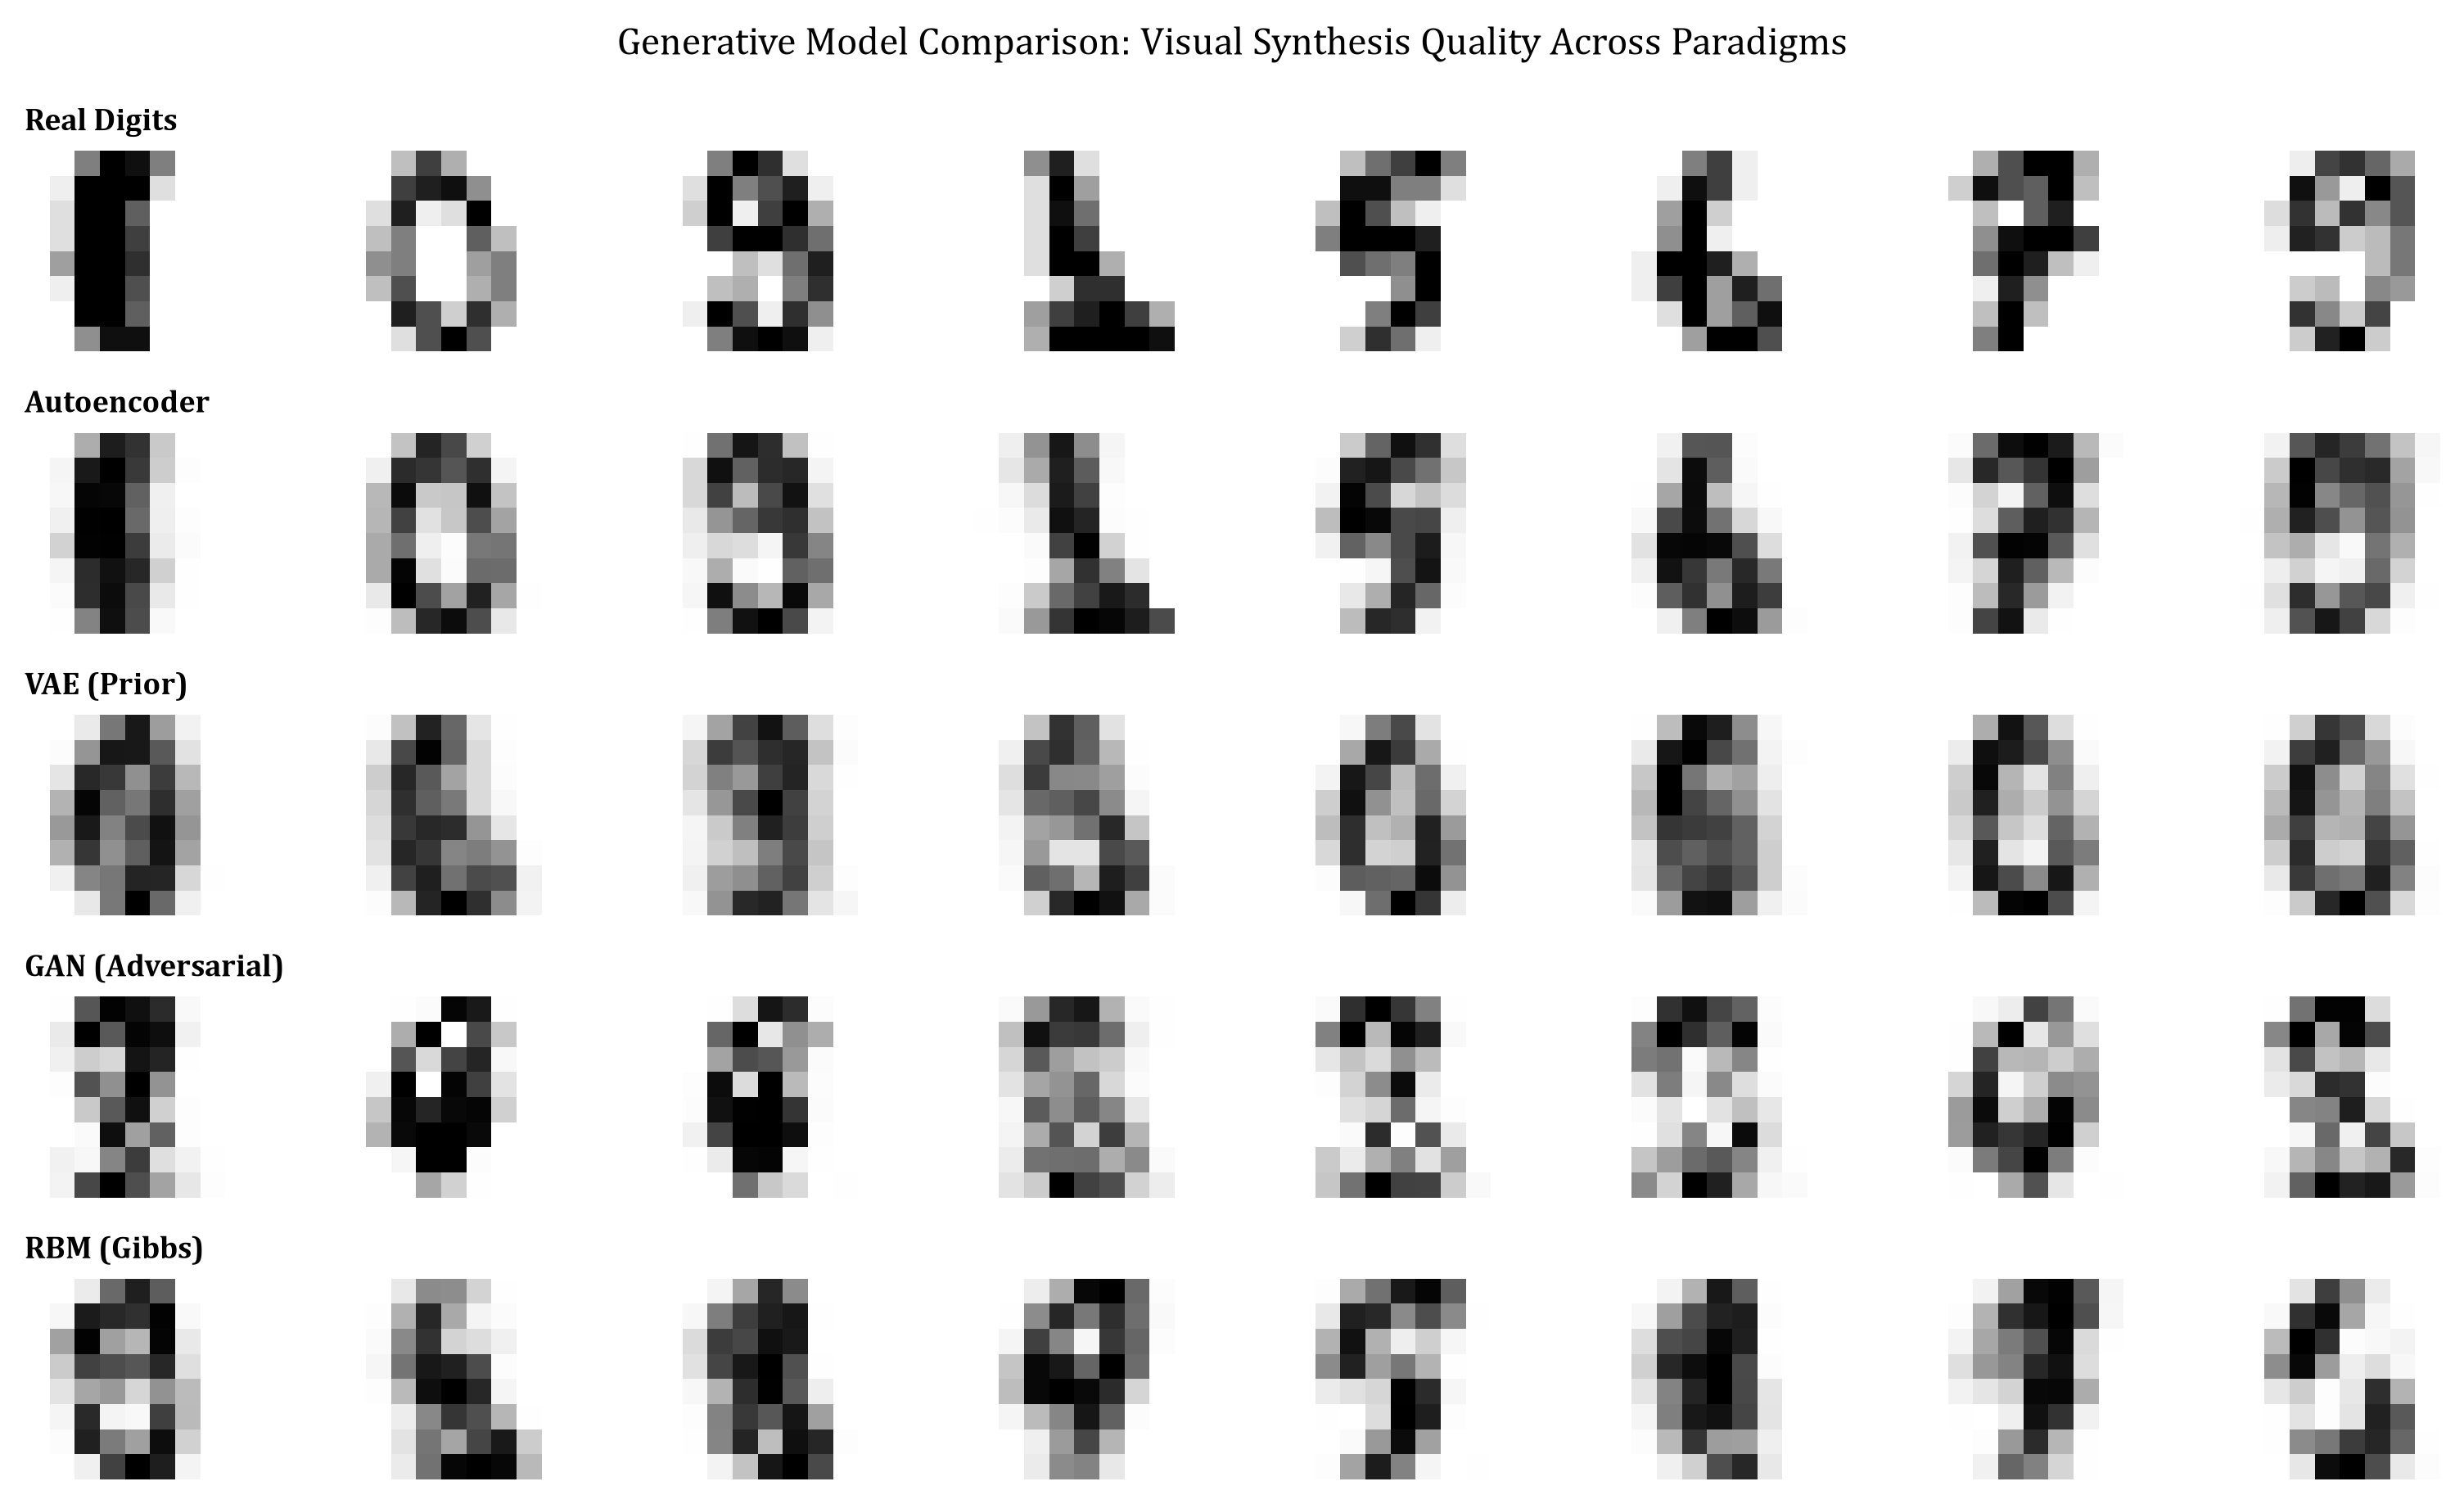 Generative Model Comparison: Visual Synthesis Quality Across Paradigms
Real Digits
Autoencoder
VAE (Prior)
GAN (Adversarial)
RBM (Gibbs)